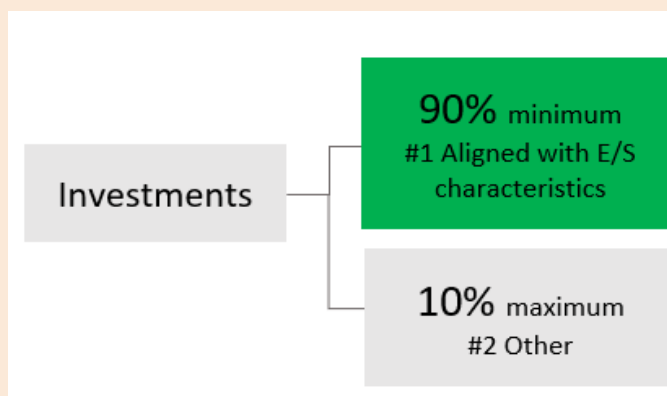 Investments
90% minimum
#1 Aligned with E/S
characteristics
10% maximum
#2 Other